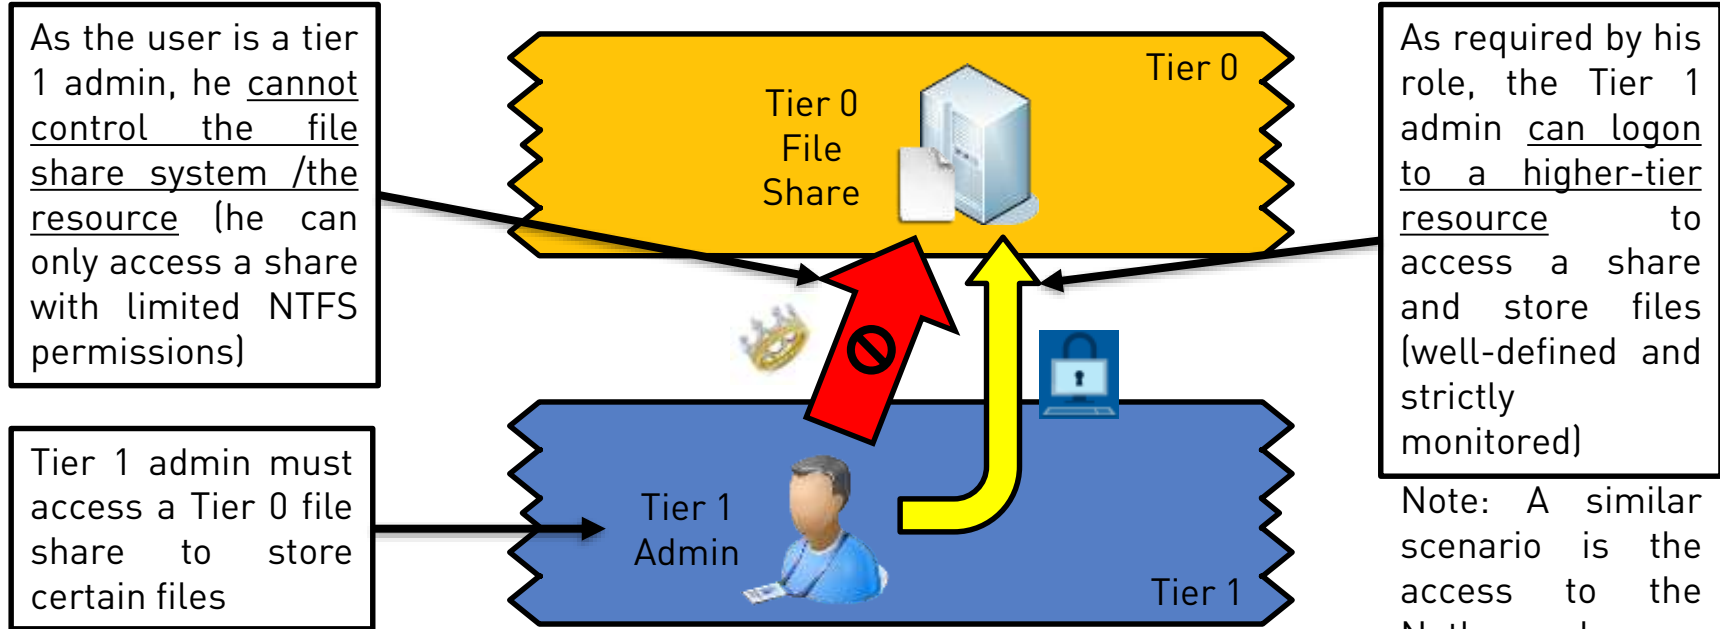 As the user is a tier
1 admin, he cannot
control the file
share system /the
resource (he can
only access a share
with limited NTFS
permissions)
Tier 1 admin must
access a Tier 0 file
share to store
certain files
Tier 0
Tier 0
File
Share
Tier 1
Admin
Tier 1
As required by his
role, the Tier 1
admin can logon
to a higher-tier
resource to
access a share
and store files
(well-defined and
strictly
monitored)
Note: A similar
scenario is the
access to the